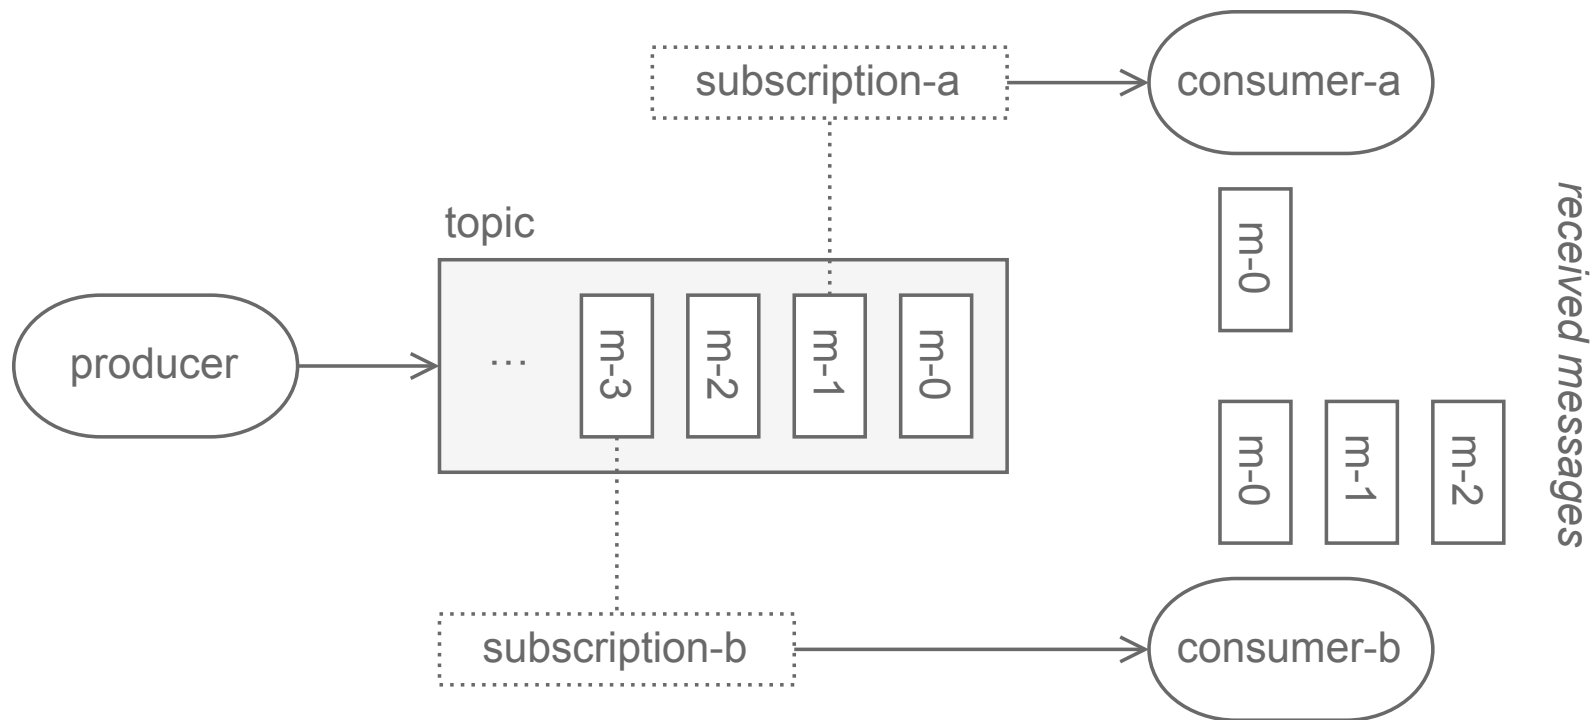 subscription-a
consumer-a
topic
m-0
producer
...
m-3
m-2
m-1
m-0
received messages
m-0
m-1
m-2
subscription-b
consumer-b